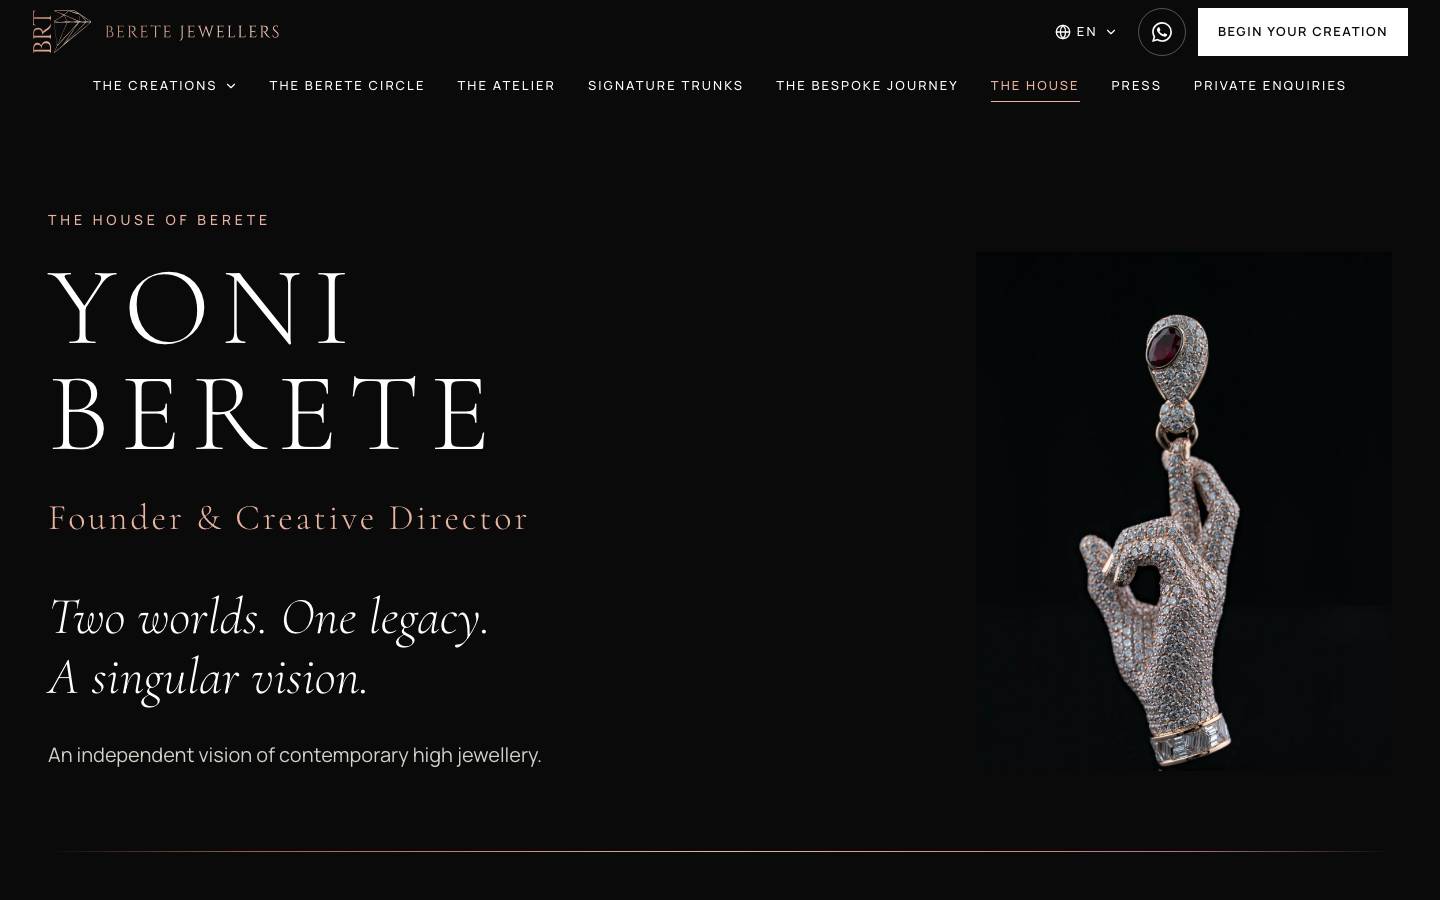 BRT
BERETE JEWELLERS
EN
BEGIN YOUR CREATION
THE CREATIONS
THE BERETE CIRCLE
THE ATELIER
SIGNATURE TRUNKS
THE BESPOKE JOURNEY
THE HOUSE
PRESS
PRIVATE ENQUIRIES
THE HOUSE OF BERETE
YONI
BERETE
Founder & Creative Director
Two worlds. One legacy.
A singular vision.
An independent vision of contemporary high jewellery.